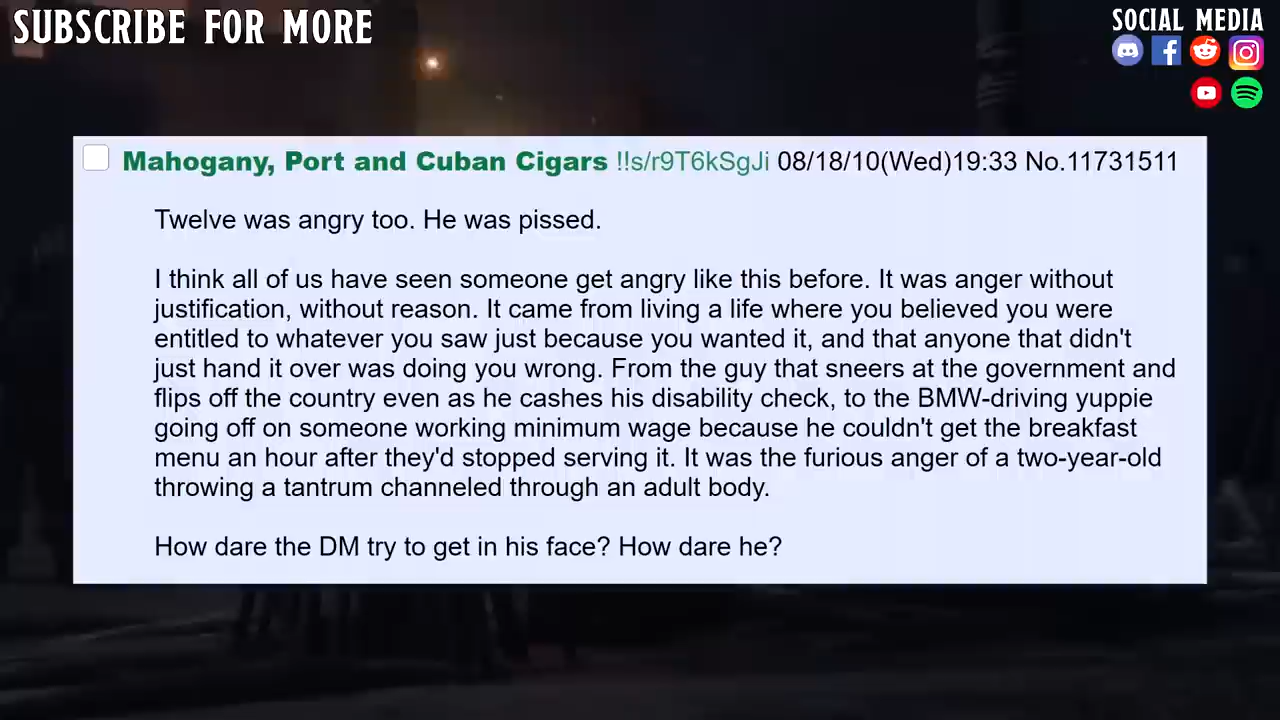 SUBSCRIBE FOR MORE
SOCIAL MEDIA
Mahogany, Port and Cuban Cigars !!s/r9T6kSgJi 08/18/10(Wed)19:33 No.11731511
Twelve was angry too. He was pissed.
I think all of us have seen someone get angry like this before. It was anger without
justification, without reason. It came from living a life where you believed you were
entitled to whatever you saw just because you wanted it, and that anyone that didn't
just hand it over was doing you wrong. From the guy that sneers at the government and
flips off the country even as he cashes his disability check, to the BMW-driving yuppie
going off on someone working minimum wage because he couldn't get the breakfast
menu an hour after they'd stopped serving it. It was the furious anger of a two-year-old
throwing a tantrum channeled through an adult body.
How dare the DM try to get in his face? How dare he?